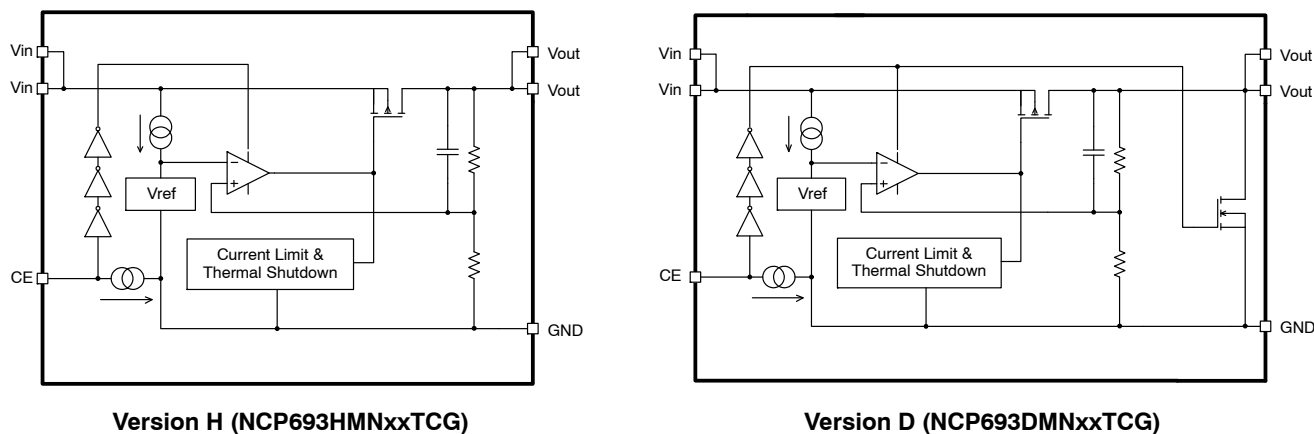 Vin
Vout
Vin
Vout
−
+
Vref
Current Limit &
Thermal Shutdown
CE
GND
Version H (NCP693HMNxxTCG)
Vin
Vout
Vin
Vout
−
+
Vref
Current Limit &
Thermal Shutdown
CE
GND
Version D (NCP693DMNxxTCG)